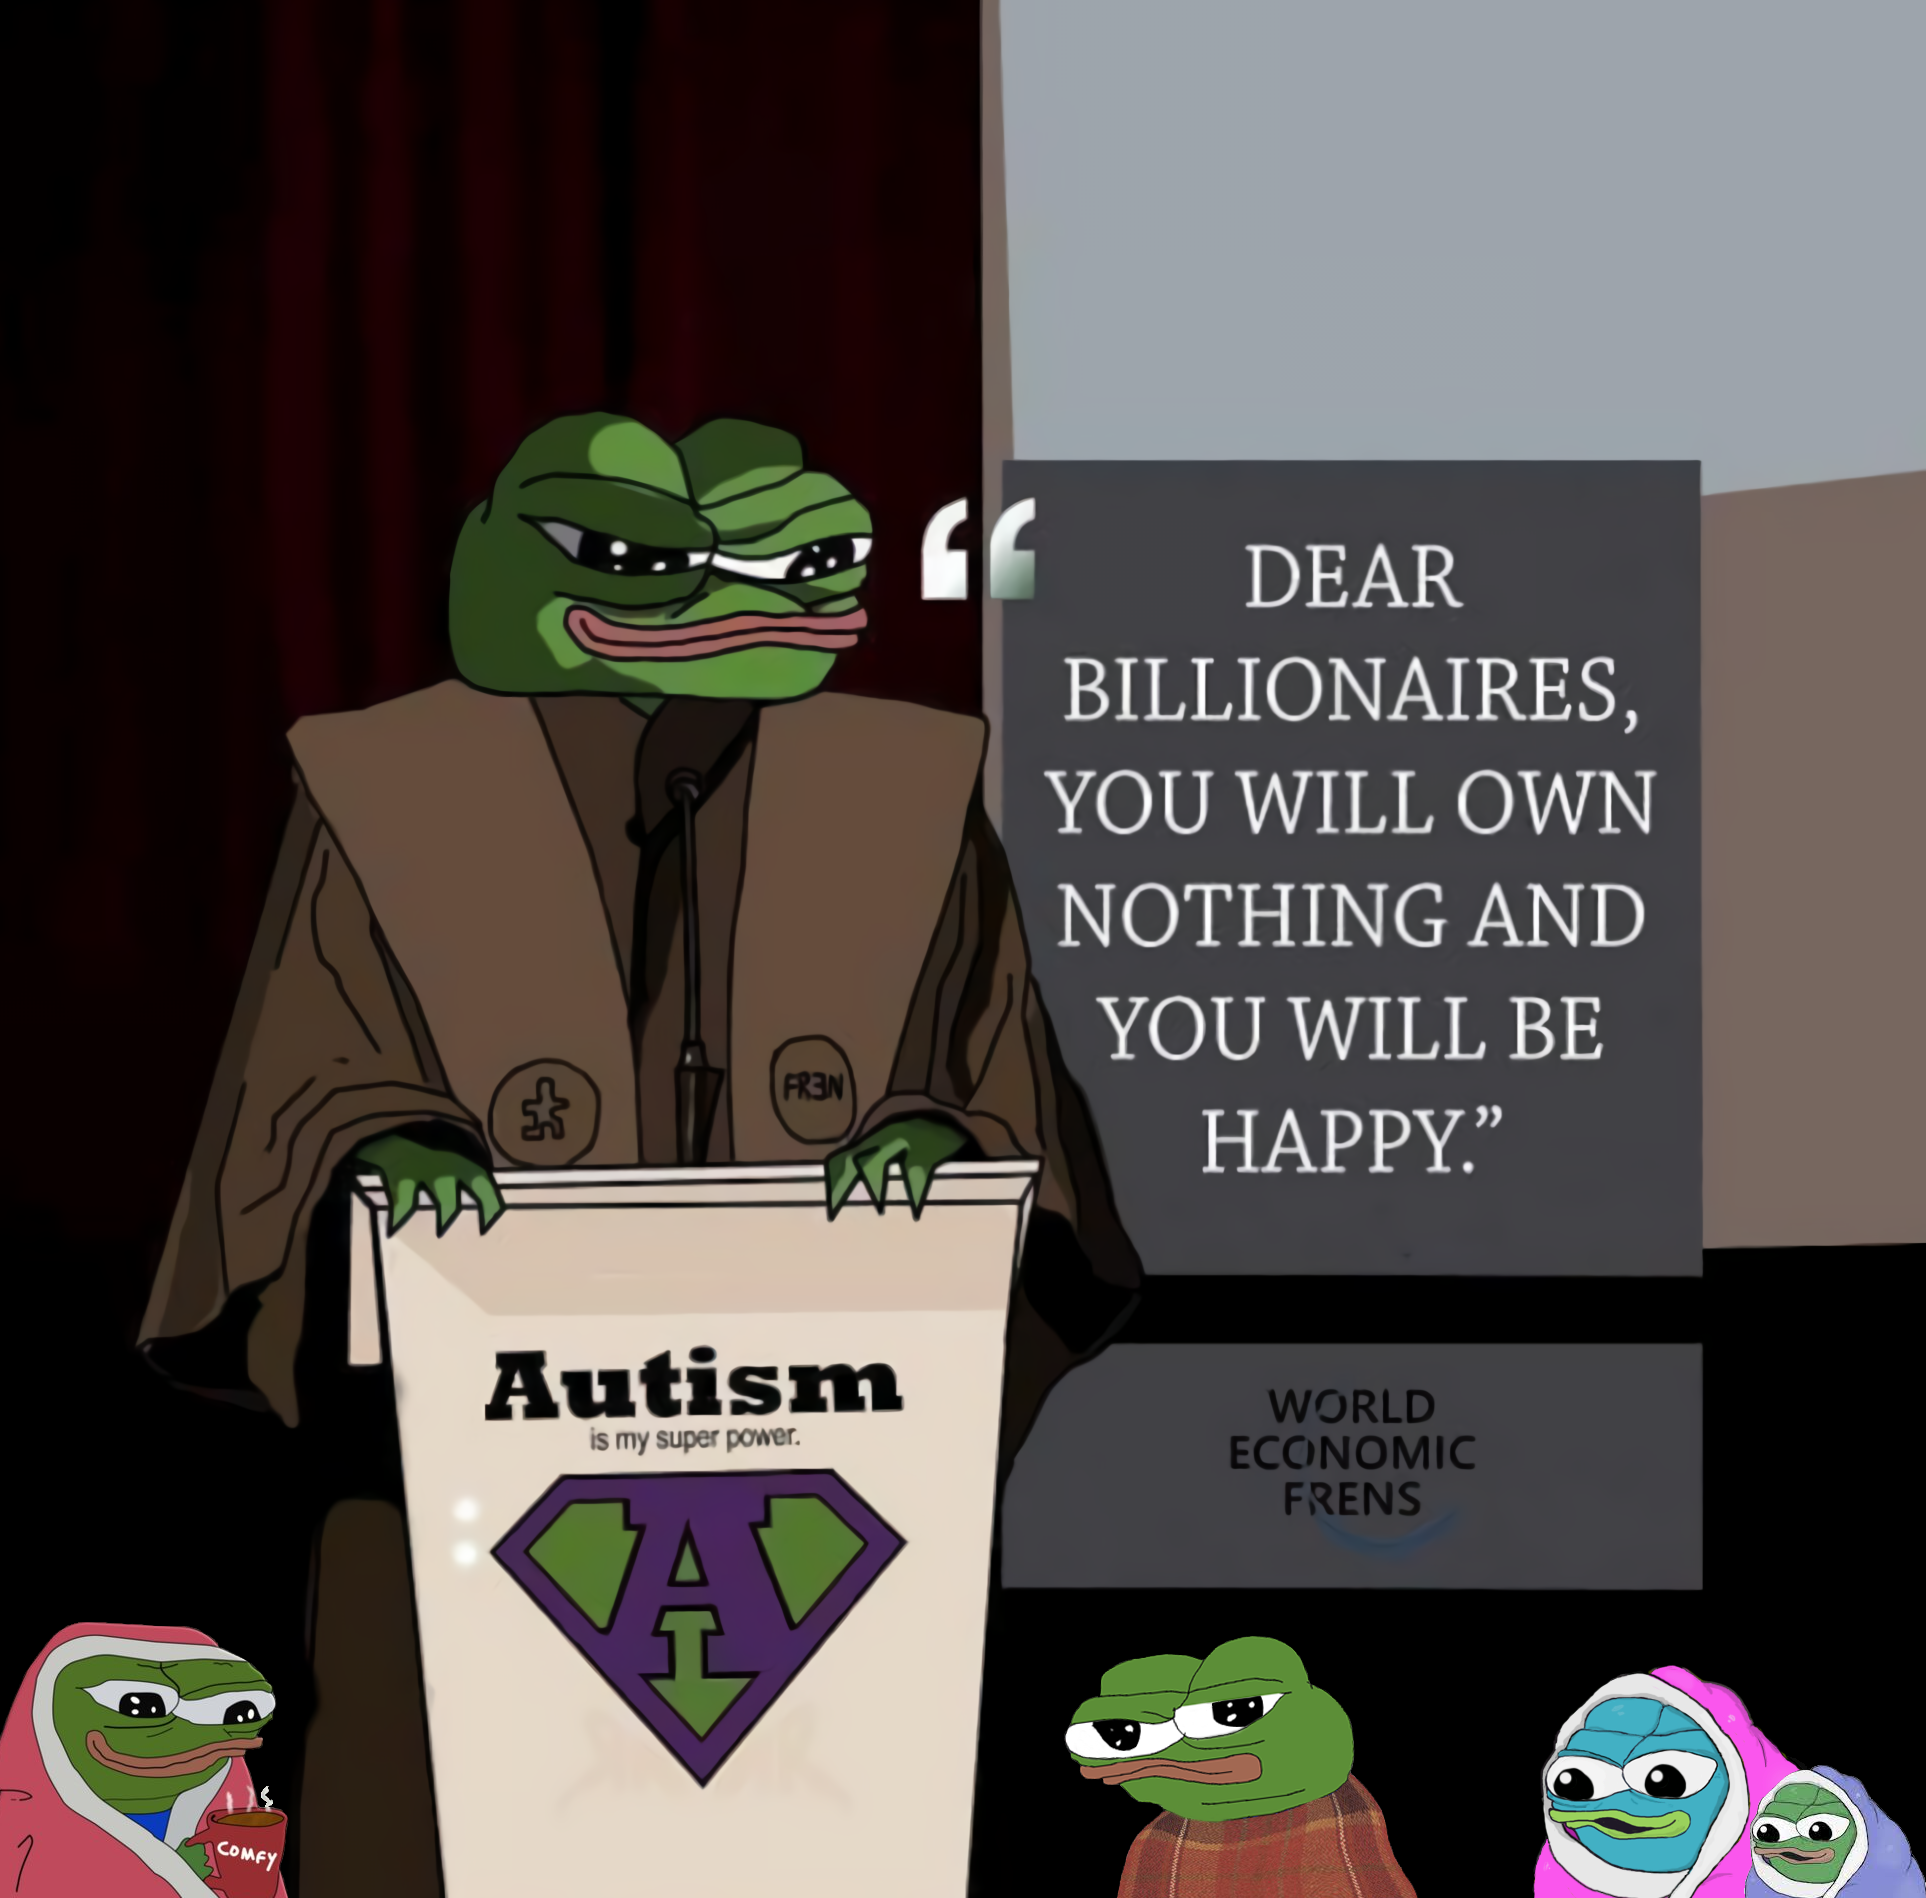 “DEAR
BILLIONAIRES,
YOU WILL OWN
NOTHING AND
YOU WILL BE
HAPPY.”
FRƎN
Autism
is my super power.
A
WORLD
ECONOMIC
FRENS
COMFY